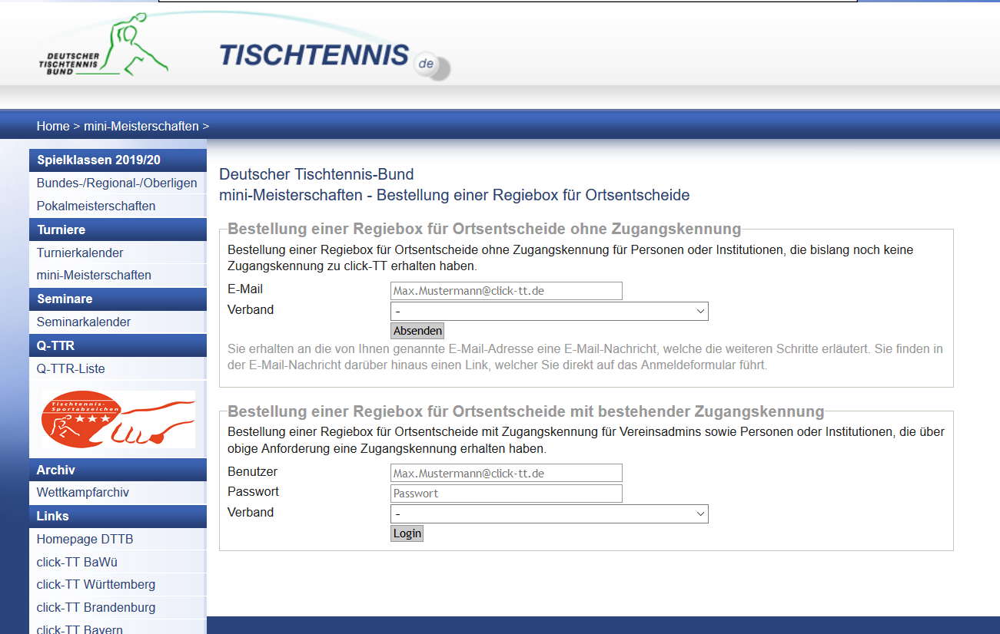 DEUTSCHER
TISCHTENNIS
BUND
TISCHTENNIS
de
Home > mini-Meisterschaften >
Spielklassen 2019/20
Bundes-/Regional-/Oberligen
Pokalmeisterschaften
Turniere
Turnierkalender
mini-Meisterschaften
Seminare
Seminarkalender
Q-TTR
Q-TTR-Liste
Tischtennis-
Sportabzeichen
Archiv
Wettkampfarchiv
Links
Homepage DTTB
click-TT BaWü
click-TT Württemberg
click-TT Brandenburg
click-TT Bayern
Deutscher Tischtennis-Bund
mini-Meisterschaften - Bestellung einer Regiebox für Ortsentscheide
Bestellung einer Regiebox für Ortsentscheide ohne Zugangskennung
Bestellung einer Regiebox für Ortsentscheide ohne Zugangskennung für Personen oder Institutionen, die bislang noch keine
Zugangskennung zu click-TT erhalten haben.
E-Mail
Max.Mustermann@click-tt.de
Verband
-
Absenden
Sie erhalten an die von Ihnen genannte E-Mail-Adresse eine E-Mail-Nachricht, welche die weiteren Schritte erläutert. Sie finden in
der E-Mail-Nachricht darüber hinaus einen Link, welcher Sie direkt auf das Anmeldeformular führt.
Bestellung einer Regiebox für Ortsentscheide mit bestehender Zugangskennung
Bestellung einer Regiebox für Ortsentscheide mit Zugangskennung für Vereinsadmins sowie Personen oder Institutionen, die über
obige Anforderung eine Zugangskennung erhalten haben.
Benutzer
Max.Mustermann@click-tt.de
Passwort
Passwort
Verband
-
Login